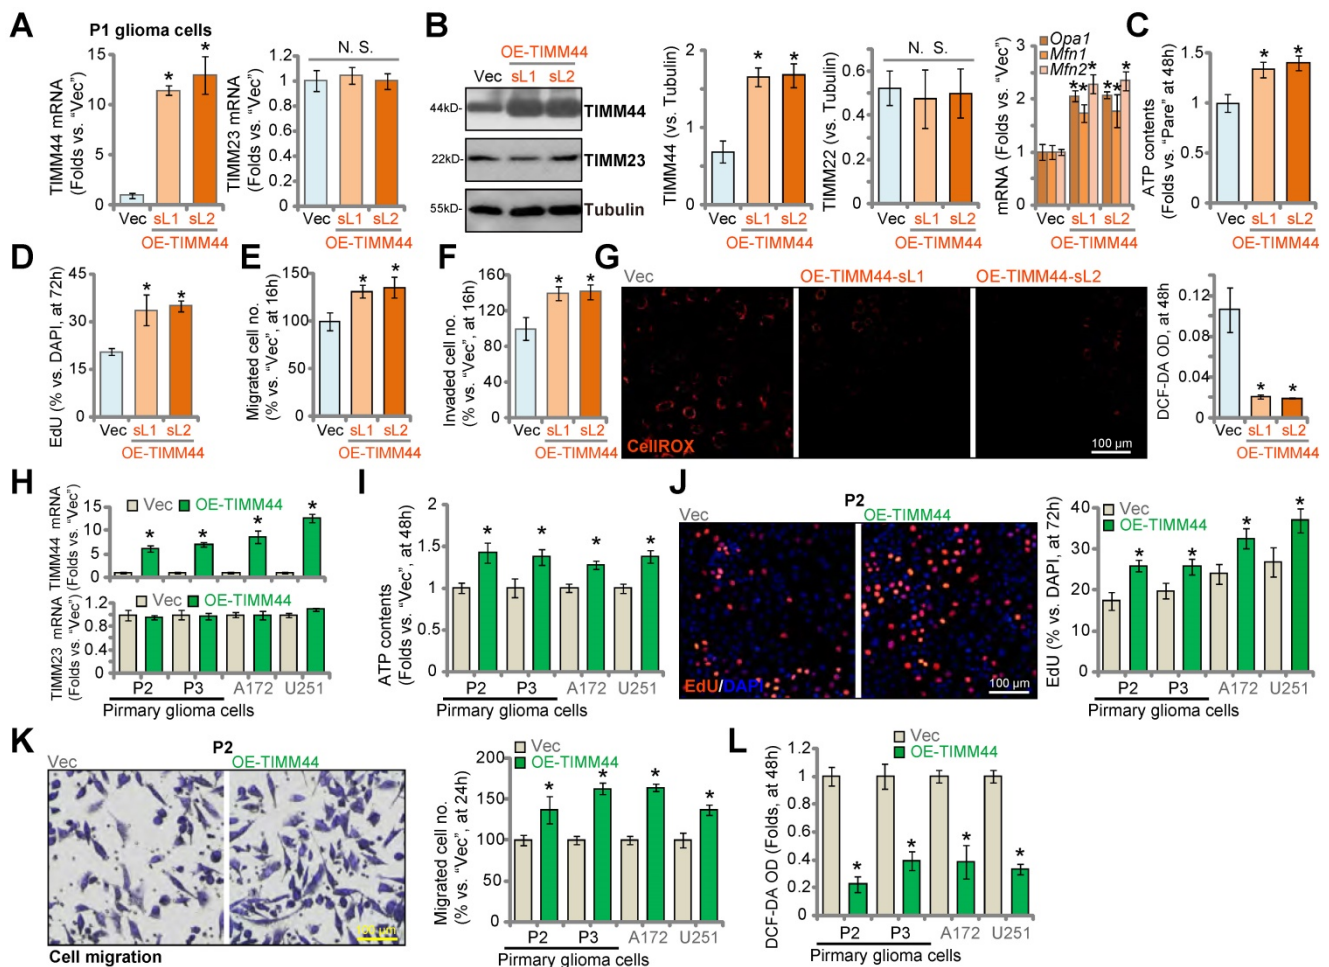 A
P1 glioma cells
TIMM44 mRNA
(Folds vs. “Vec”)
15
10
5
0
*
*
Vec
sL1
sL2
OE-TIMM44
TIMM23 mRNA
(Folds vs. “Vec”)
1.2
1
0.8
0.6
0.4
0.2
0
N. S.
Vec
sL1
sL2
OE-TIMM44
B
OE-TIMM44
Vec
sL1
sL2
44kD-
TIMM44
22kD-
TIMM23
55kD-
Tubulin
TIMM44 (vs. Tubulin)
2
1.5
1
0.5
0
*
*
Vec
sL1
sL2
OE-TIMM44
TIMM22 (vs. Tubulin)
0.6
0.4
0.2
0
N. S.
Vec
sL1
sL2
OE-TIMM44
mRNA (Folds vs. “Vec”)
3
2
1
0
Opa1
Mfn1
Mfn2
*
*
*
*
*
*
Vec
sL1
sL2
OE-TIMM44
C
ATP contents
(Folds vs. “Pare” at 48h)
1.5
1
0.5
0
*
*
Vec
sL1
sL2
OE-TIMM44
D
EdU (% vs. DAPI, at 72h)
45
30
15
0
*
*
Vec
sL1
sL2
OE-TIMM44
E
Migrated cell no.
(% vs. “Vec”, at 16h)
150
100
50
0
*
*
Vec
sL1
sL2
OE-TIMM44
F
Invaded cell no.
(% vs. “Vec”, at 16h)
160
120
80
40
0
*
*
Vec
sL1
sL2
OE-TIMM44
G
Vec
OE-TIMM44-sL1
OE-TIMM44-sL2
CellROX
100 µm
DCF-DA OD, at 48h
0.12
0.08
0.04
0
*
*
Vec
sL1
sL2
OE-TIMM44
H
Vec
OE-TIMM44
TIMM44 mRNA
(Folds vs. “Vec”)
15
10
5
0
*
*
*
*
Vec
OE-TIMM44
TIMM23 mRNA
(Folds vs. “Vec”)
1.2
0.8
0.4
0
P2
P3
A172
U251
Pirmary glioma cells
I
Vec
OE-TIMM44
ATP contents
(Folds vs. “Vec”, at 48h)
2
1.5
1
0.5
0
*
*
*
*
P2
P3
A172
U251
Pirmary glioma cells
J
P2
Vec
OE-TIMM44
EdU/DAPI
100 µm
Vec
OE-TIMM44
EdU (% vs. DAPI, at 72h)
40
30
20
10
0
*
*
*
*
P2
P3
A172
U251
Pirmary glioma cells
K
P2
Vec
OE-TIMM44
100 µm
Cell migration
Vec
OE-TIMM44
Migrated cell no.
(% vs. “Vec”, at 24h)
200
150
100
50
0
*
*
*
*
P2
P3
A172
U251
Pirmary glioma cells
L
Vec
OE-TIMM44
DCF-DA OD (Folds, at 48h)
1.2
1
0.8
0.6
0.4
0.2
0
*
*
*
*
P2
P3
A172
U251
Pirmary glioma cells